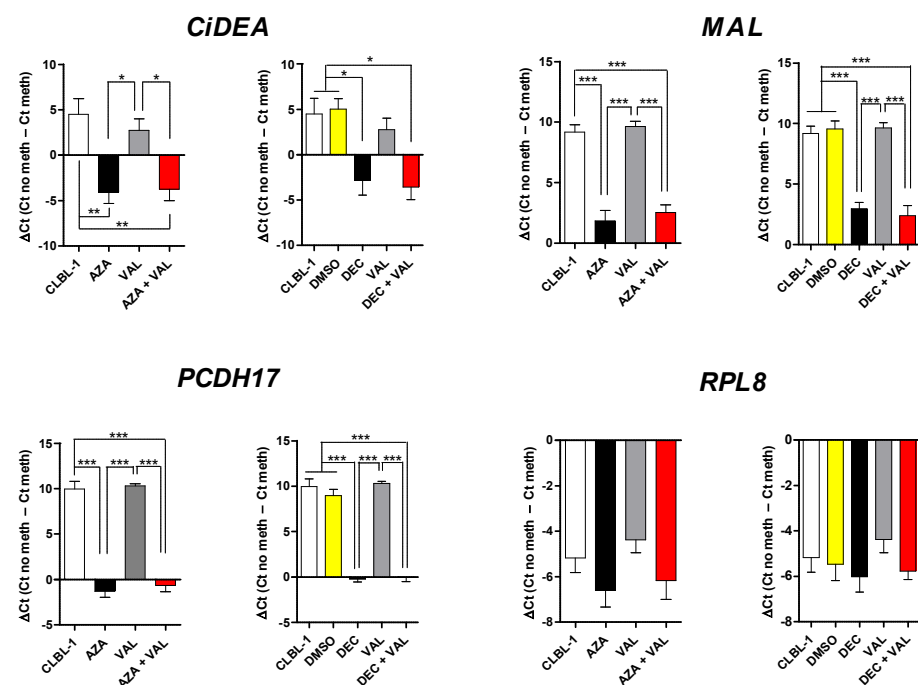 CiDEA
ΔCt (Ct no meth – Ct meth)
10
5
0
-5
-10
*
*
**
**
CLBL-1
AZA
VAL
AZA + VAL
ΔCt (Ct no meth – Ct meth)
10
5
0
-5
-10
*
*
CLBL-1
DMSO
DEC
VAL
DEC + VAL
MAL
ΔCt (Ct no meth – Ct meth)
15
10
5
0
***
***
***
***
CLBL-1
AZA
VAL
AZA + VAL
ΔCt (Ct no meth – Ct meth)
15
10
5
0
***
***
***
***
CLBL-1
DMSO
DEC
VAL
DEC + VAL
PCDH17
ΔCt (Ct no meth – Ct meth)
15
10
5
0
-5
***
***
***
***
CLBL-1
AZA
VAL
AZA + VAL
ΔCt (Ct no meth – Ct meth)
15
10
5
0
-5
***
***
***
***
CLBL-1
DMSO
DEC
VAL
DEC + VAL
RPL8
ΔCt (Ct no meth – Ct meth)
0
-2
-4
-6
-8
CLBL-1
AZA
VAL
AZA + VAL
ΔCt (Ct no meth – Ct meth)
0
-2
-4
-6
-8
CLBL-1
DMSO
DEC
VAL
DEC + VAL